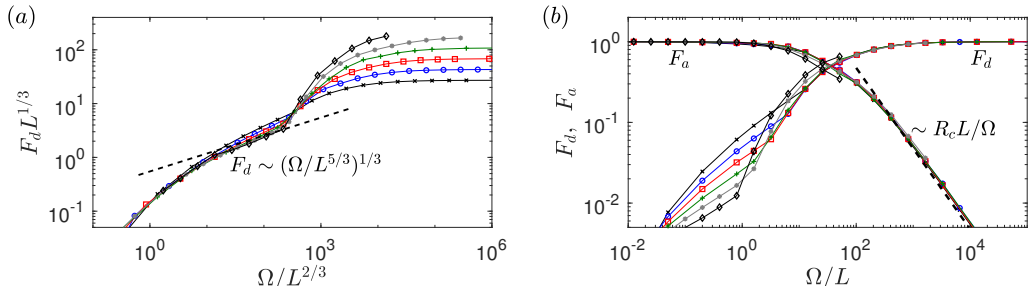 (a)
F_d L^{1/3}
10^2
10^1
10^0
10^{-1}
F_d ∼ (Ω/L^{5/3})^{1/3}
10^0
10^3
10^6
Ω/L^{2/3}
(b)
F_d, F_a
10^0
10^{-1}
10^{-2}
F_a
F_d
∼ R_c L/Ω
10^{-2}
10^0
10^2
10^4
Ω/L